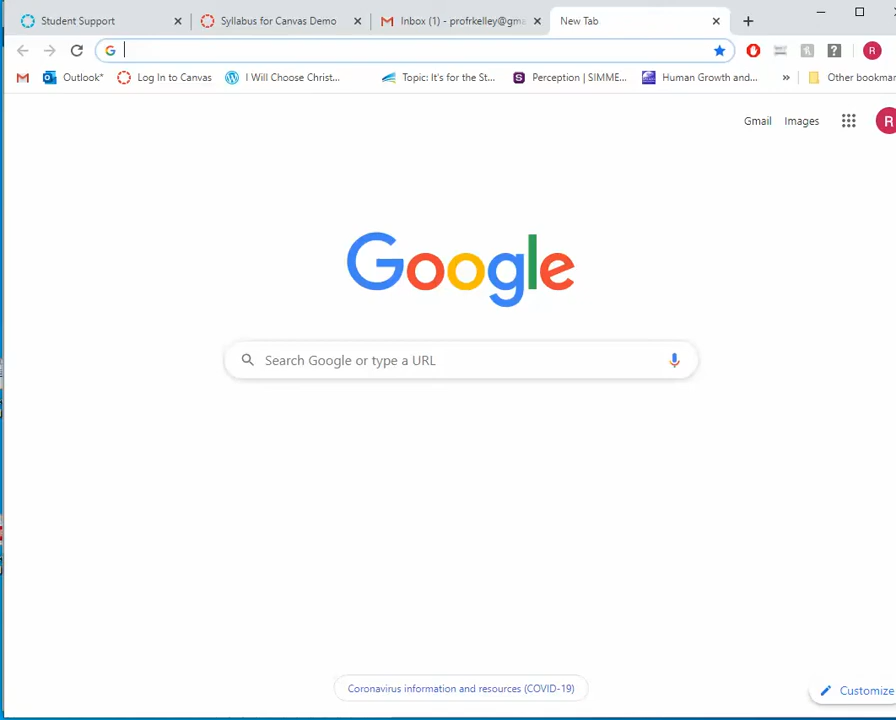 Student Support
Syllabus for Canvas Demo
Inbox (1) - profrkelley@gma
New Tab
Outlook*
Log In to Canvas
I Will Choose Christ...
Topic: It's for the St...
Perception | SIMME...
Human Growth and...
»
Other bookmar
Gmail
Images
R
Google
Search Google or type a URL
Coronavirus information and resources (COVID-19)
Customize